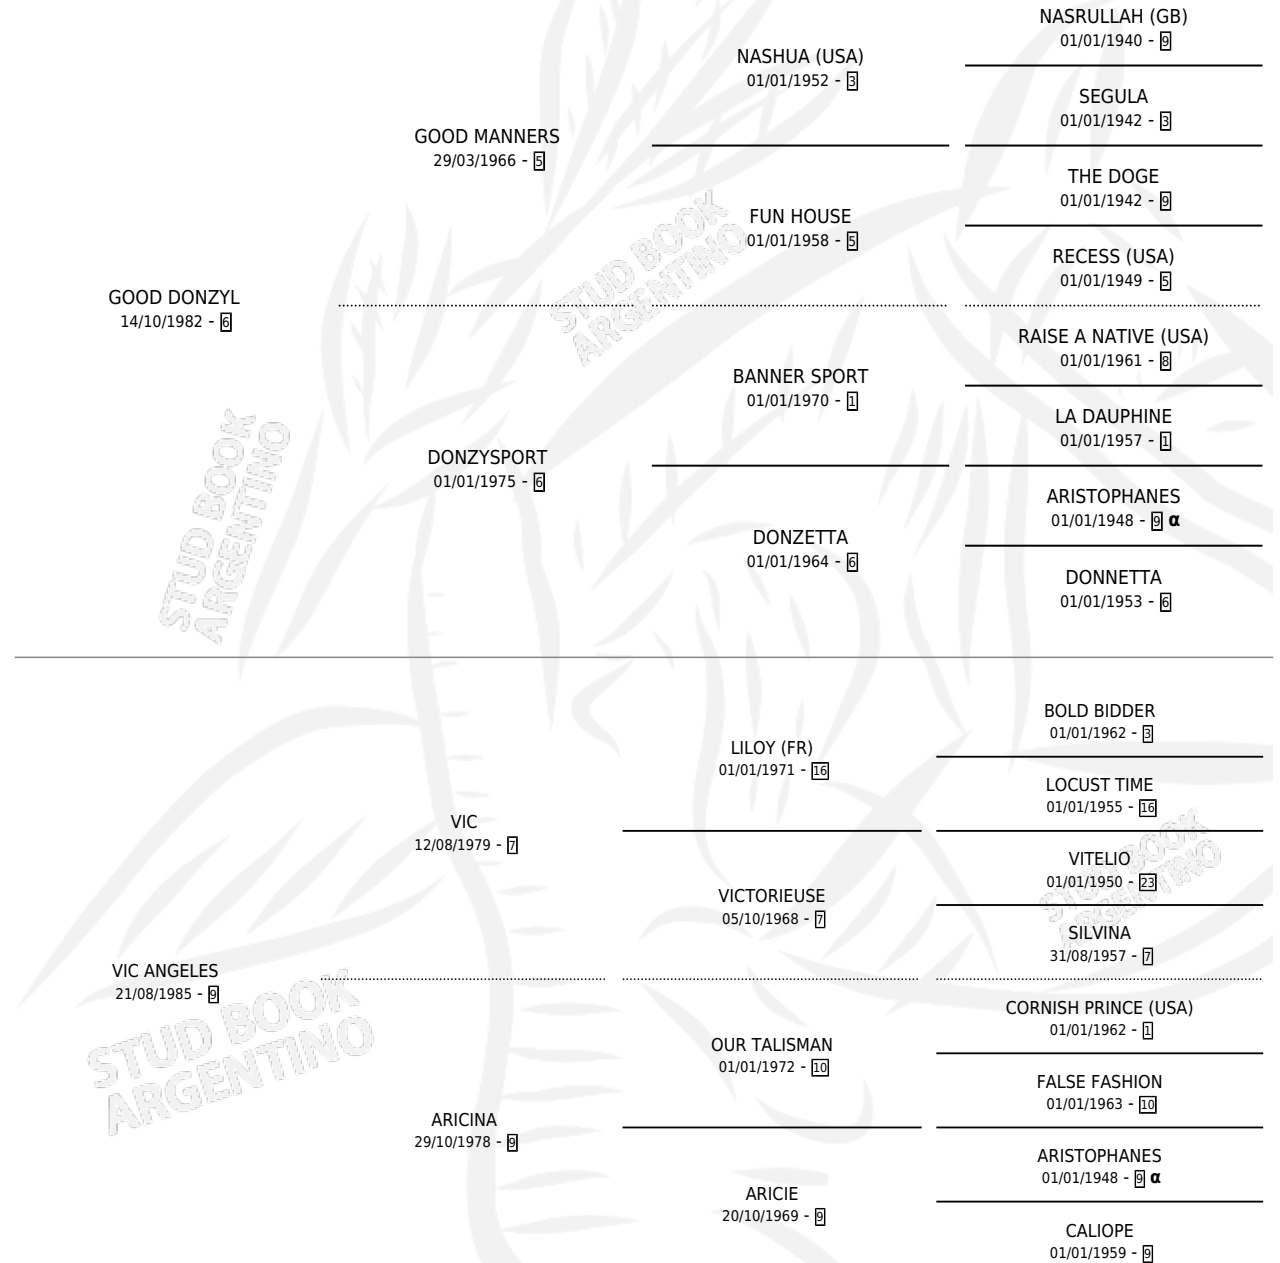 NASRULLAH (GB)
01/01/1940 - 9
NASHUA (USA)
01/01/1952 - 3
SEGULA
01/01/1942 - 3
GOOD MANNERS
29/03/1966 - 5
THE DOGE
01/01/1942 - 9
FUN HOUSE
01/01/1958 - 5
RECESS (USA)
01/01/1949 - 5
GOOD DONZYL
14/10/1982 - 6
RAISE A NATIVE (USA)
01/01/1961 - 8
BANNER SPORT
01/01/1970 - 1
LA DAUPHINE
01/01/1957 - 1
DONZYSPORT
01/01/1975 - 6
ARISTOPHANES
01/01/1948 - 9 α
DONZETTA
01/01/1964 - 6
DONNETTA
01/01/1953 - 6
STUD BOOK
ARGENTINO
STUD BOOK
ARGENTINO
BOLD BIDDER
01/01/1962 - 3
LILOY (FR)
01/01/1971 - 16
LOCUST TIME
01/01/1955 - 16
VIC
12/08/1979 - 7
VITELIO
01/01/1950 - 23
VICTORIEUSE
05/10/1968 - 7
SILVINA
31/08/1957 - 7
VIC ANGELES
21/08/1985 - 9
CORNISH PRINCE (USA)
01/01/1962 - 1
OUR TALISMAN
01/01/1972 - 10
FALSE FASHION
01/01/1963 - 10
ARICINA
29/10/1978 - 9
ARISTOPHANES
01/01/1948 - 9 α
ARICIE
20/10/1969 - 9
CALIOPE
01/01/1959 - 9
STUD BOOK
ARGENTINO
STUD BOOK
ARGENTINO